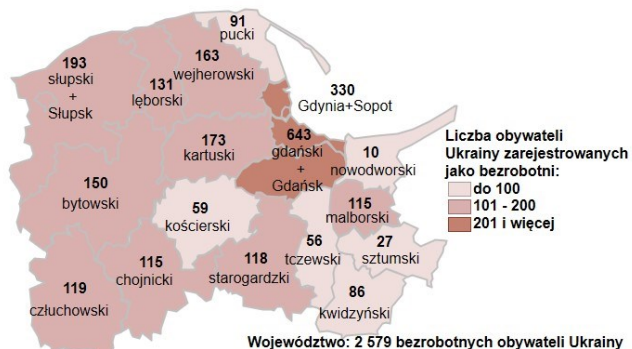 91
pucki
193
słupski
+
Słupsk
163
wejherowski
131
lęborski
330
Gdynia+Sopot
173
kartuski
643
gdański
+
Gdańsk
10
nowodworski
Liczba obywateli
Ukrainy zarejestrowanych
jako bezrobotni:
do 100
101 - 200
201 i więcej
150
bytowski
59
kościerski
115
malborski
56
tczewski
27
sztumski
115
chojnicki
118
starogardzki
119
człuchowski
86
kwidzyński
Województwo: 2 579 bezrobotnych obywateli Ukrainy